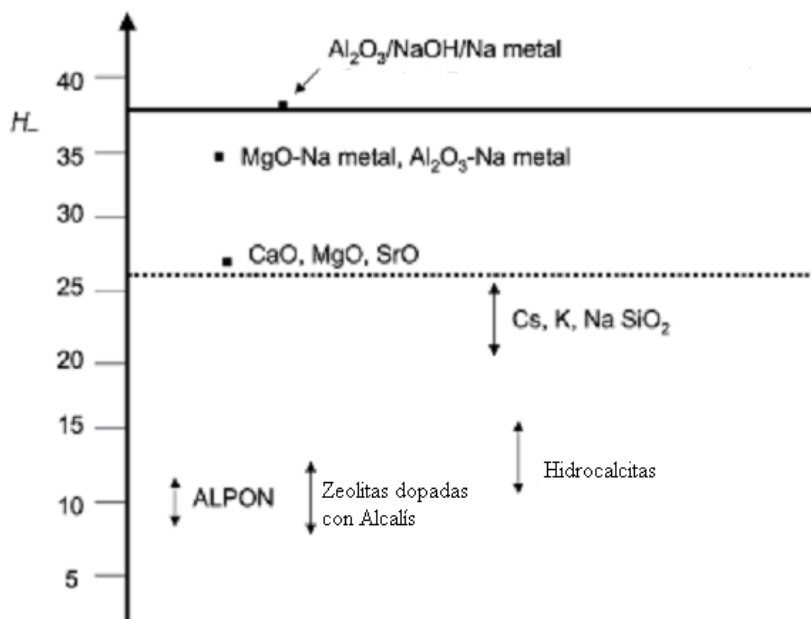 Al₂O₃/NaOH/Na metal
40
H_
35
MgO-Na metal, Al₂O₃-Na metal
30
CaO, MgO, SrO
25
Cs, K, Na SiO₂
20
15
Hidrocalcitas
10
ALPON
Zeolitas dopadas
con Alcalís
5